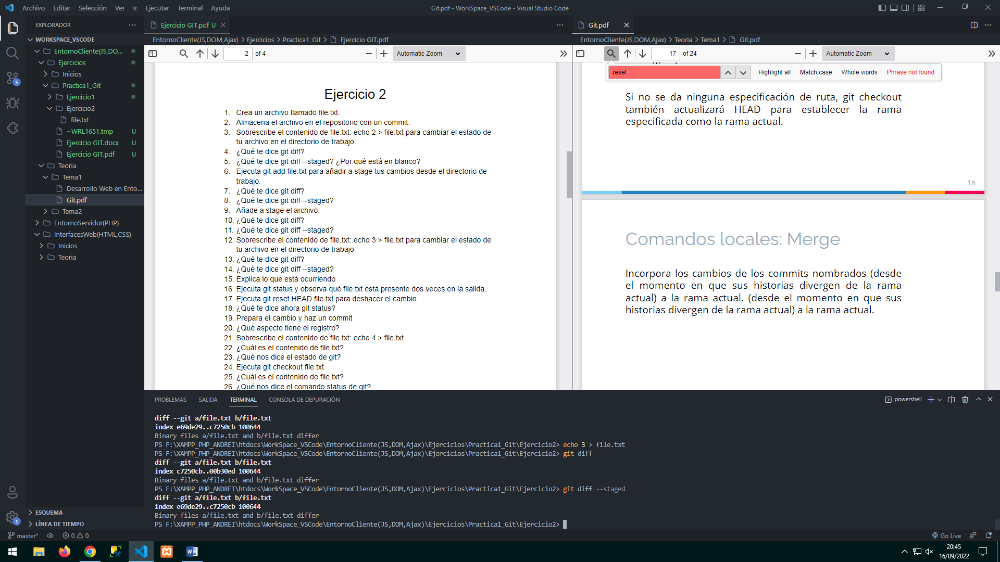 Archivo Editar Selección Ver Ir Ejecutar Terminal Ayuda
Git.pdf - WorkSpace_VSCode - Visual Studio Code
EXPLORADOR
WORKSPACE_VSCODE
EntornoCliente(JS,DO...
Ejercicios
Inicios
Practica1_Git
Ejercicio1
Ejercicio2
file.txt
~WRL1651.tmp U
Ejercicio GIT.docx U
Ejercicio GIT.pdf U
Teoria
Tema1
Desarrollo Web en Ento...
Git.pdf
Tema2
EntornoServidor(PHP)
InterfacesWeb(HTML,CSS)
Inicios
Teoria
ESQUEMA
LÍNEA DE TIEMPO
5
1
Ejercicio GIT.pdf U
EntornoCliente(JS,DOM,Ajax) > Ejercicios > Practica1_Git > Ejercicio GIT.pdf
2 of 4
Automatic Zoom
Ejercicio 2
1. Crea un archivo llamado file.txt.
2. Almacena el archivo en el repositorio con un commit.
3. Sobrescribe el contenido de file.txt: echo 2 > file.txt para cambiar el estado de
tu archivo en el directorio de trabajo.
4. ¿Qué te dice git diff?
5. ¿Qué te dice git diff --staged? ¿Por qué está en blanco?
6. Ejecuta git add file.txt para añadir a stage tus cambios desde el directorio de
trabajo.
7. ¿Qué te dice git diff?
8. ¿Qué te dice git diff --staged?
9. Añade a stage el archivo.
10. ¿Qué te dice git diff?
11. ¿Qué te dice git diff --staged?
12. Sobrescribe el contenido de file.txt: echo 3 > file.txt para cambiar el estado de
tu archivo en el directorio de trabajo
13. ¿Qué te dice git diff?
14. ¿Qué te dice git diff --staged?
15. Explica lo que está ocurriendo
16. Ejecuta git status y observa qué file.txt está presente dos veces en la salida.
17. Ejecuta git reset HEAD file.txt para deshacer el cambio
18. ¿Qué te dice ahora git status?
19. Prepara el cambio y haz un commit
20. ¿Qué aspecto tiene el registro?
21. Sobrescribe el contenido de file.txt: echo 4 > file.txt
22. ¿Cuál es el contenido de file.txt?
23. ¿Qué nos dice el estado de git?
24. Ejecuta git checkout file.txt
25. ¿Cuál es el contenido de file.txt?
26. ¿Qué nos dice el comando status de git?
Git.pdf
EntornoCliente(JS,DOM,Ajax) > Teoria > Tema1 > Git.pdf
17 of 24
Automatic Zoom
reset
Highlight all Match case Whole words Phrase not found
Si no se da ninguna especificación de ruta, git checkout
también actualizará HEAD para establecer la rama
especificada como la rama actual.
16
Comandos locales: Merge
Incorpora los cambios de los commits nombrados (desde
el momento en que sus historias divergen de la rama
actual) a la rama actual. (desde el momento en que sus
historias divergen de la rama actual) a la rama actual.
PROBLEMAS SALIDA TERMINAL CONSOLA DE DEPURACIÓN
powershell
diff --git a/file.txt b/file.txt
index e69de29..c7250cb 100644
Binary files a/file.txt and b/file.txt differ
PS F:\XAMPP_PHP_ANDREI\htdocs\WorkSpace_VSCode\EntornoCliente(JS,DOM,Ajax)\Ejercicios\Practica1_Git\Ejercicio2> echo 3 > file.txt
PS F:\XAMPP_PHP_ANDREI\htdocs\WorkSpace_VSCode\EntornoCliente(JS,DOM,Ajax)\Ejercicios\Practica1_Git\Ejercicio2> git diff
diff --git a/file.txt b/file.txt
index c7250cb..00b30ed 100644
Binary files a/file.txt and b/file.txt differ
PS F:\XAMPP_PHP_ANDREI\htdocs\WorkSpace_VSCode\EntornoCliente(JS,DOM,Ajax)\Ejercicios\Practica1_Git\Ejercicio2> git diff --staged
diff --git a/file.txt b/file.txt
index e69de29..c7250cb 100644
Binary files a/file.txt and b/file.txt differ
PS F:\XAMPP_PHP_ANDREI\htdocs\WorkSpace_VSCode\EntornoCliente(JS,DOM,Ajax)\Ejercicios\Practica1_Git\Ejercicio2>
master* 0 0
Go Live
20:45
16/09/2022